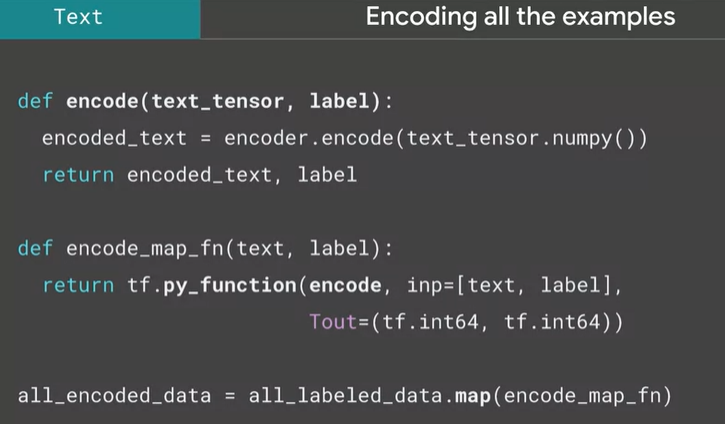 Text
Encoding all the examples
def encode(text_tensor, label):
  encoded_text = encoder.encode(text_tensor.numpy())
  return encoded_text, label
def encode_map_fn(text, label):
  return tf.py_function(encode, inp=[text, label],
                        Tout=(tf.int64, tf.int64))
all_encoded_data = all_labeled_data.map(encode_map_fn)